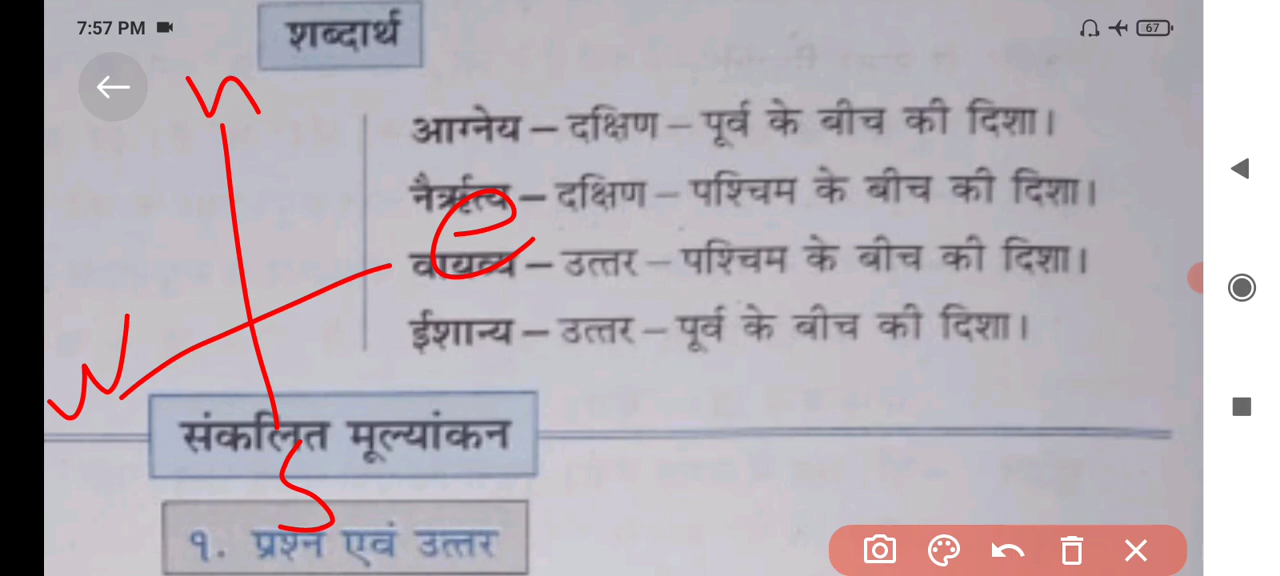 7:57 PM
67
शब्दार्थ
n
आग्नेय – दक्षिण – पूर्व के बीच की दिशा।
नैर्ऋत्य – दक्षिण – पश्चिम के बीच की दिशा।
e
वायव्य – उत्तर – पश्चिम के बीच की दिशा।
ईशान्य – उत्तर – पूर्व के बीच की दिशा।
W
संकलित मूल्यांकन
S
१. प्रश्न एवं उत्तर